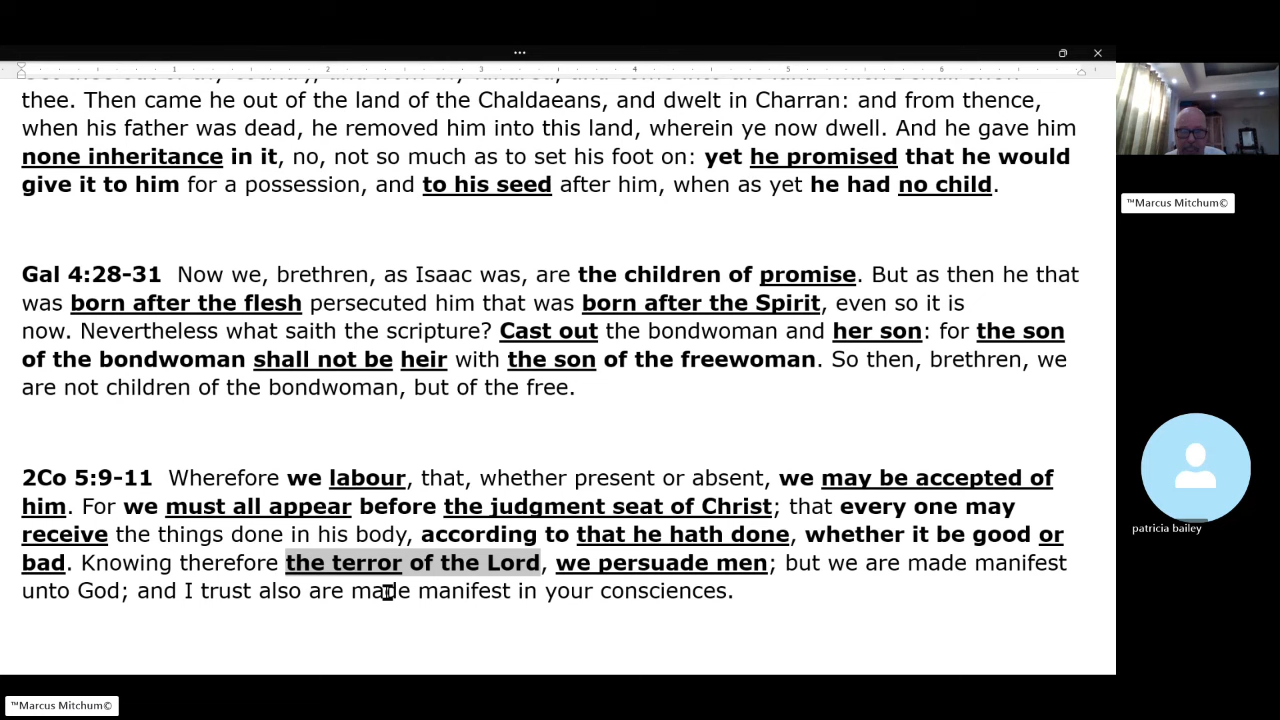 thee. Then came he out of the land of the Chaldaeans, and dwelt in Charran: and from thence,
when his father was dead, he removed him into this land, wherein ye now dwell. And he gave him
none inheritance in it, no, not so much as to set his foot on: yet he promised that he would
give it to him for a possession, and to his seed after him, when as yet he had no child.
Gal 4:28-31 Now we, brethren, as Isaac was, are the children of promise. But as then he that
was born after the flesh persecuted him that was born after the Spirit, even so it is
now. Nevertheless what saith the scripture? Cast out the bondwoman and her son: for the son
of the bondwoman shall not be heir with the son of the freewoman. So then, brethren, we
are not children of the bondwoman, but of the free.
2Co 5:9-11 Wherefore we labour, that, whether present or absent, we may be accepted of
him. For we must all appear before the judgment seat of Christ; that every one may
receive the things done in his body, according to that he hath done, whether it be good or
bad. Knowing therefore the terror of the Lord, we persuade men; but we are made manifest
unto God; and I trust also are made manifest in your consciences.
1 2 3 4 5 6
™Marcus Mitchum©
patricia bailey
™Marcus Mitchum©